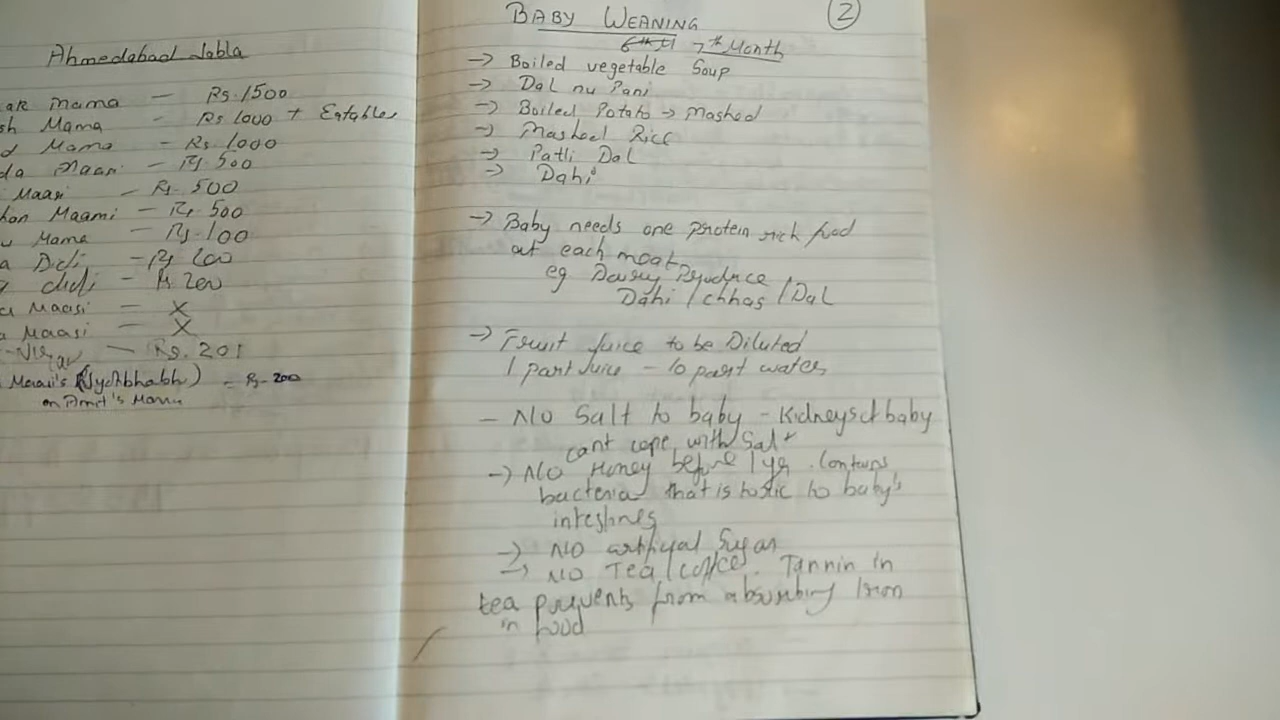 Ahmedabad Jabla
Mama — Rs. 1500
Mama - Rs 1000 + Eatables
Mama - Rs. 1000
Maasi - Rs. 500
Maasi - Rs. 500
Maami - Rs. 500
Mama - Rs. 100
Didi - Rs 200
didi - Rs 200
Maasi = X
Maasi = X
— Rs. 201
Maasi's - Rs. 200
on Amit's
BABY WEANING
2
7th Month
→ Boiled vegetable Soup
→ Dal nu Pani
→ Boiled Potato → Mashed
→ Mashed Rice
→ Patli Dal
→ Dahi
→ Baby needs one protein rich food
at each
eg
Dahi / chhas / Dal
→ Fruit Juice to be Diluted
1 part Juice - 10 part water
- NO Salt to baby - Kidneys of baby
cant cope with Salt
→ NO Honey before 1 yr. Contains
bacteria that is toxic to baby's
intestines
→ NO artificial Sugar
→ NO Tea / coffee. Tannin in
tea prevents from absorbing Iron
in food